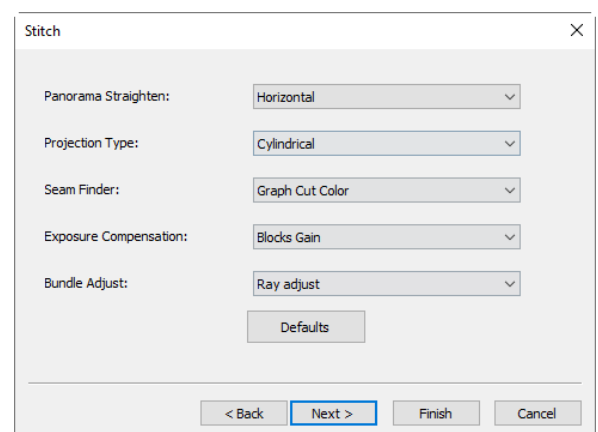 Stitch
Panorama Straighten: Horizontal
Projection Type: Cylindrical
Seam Finder: Graph Cut Color
Exposure Compensation: Blocks Gain
Bundle Adjust: Ray adjust
Defaults
< Back Next > Finish Cancel